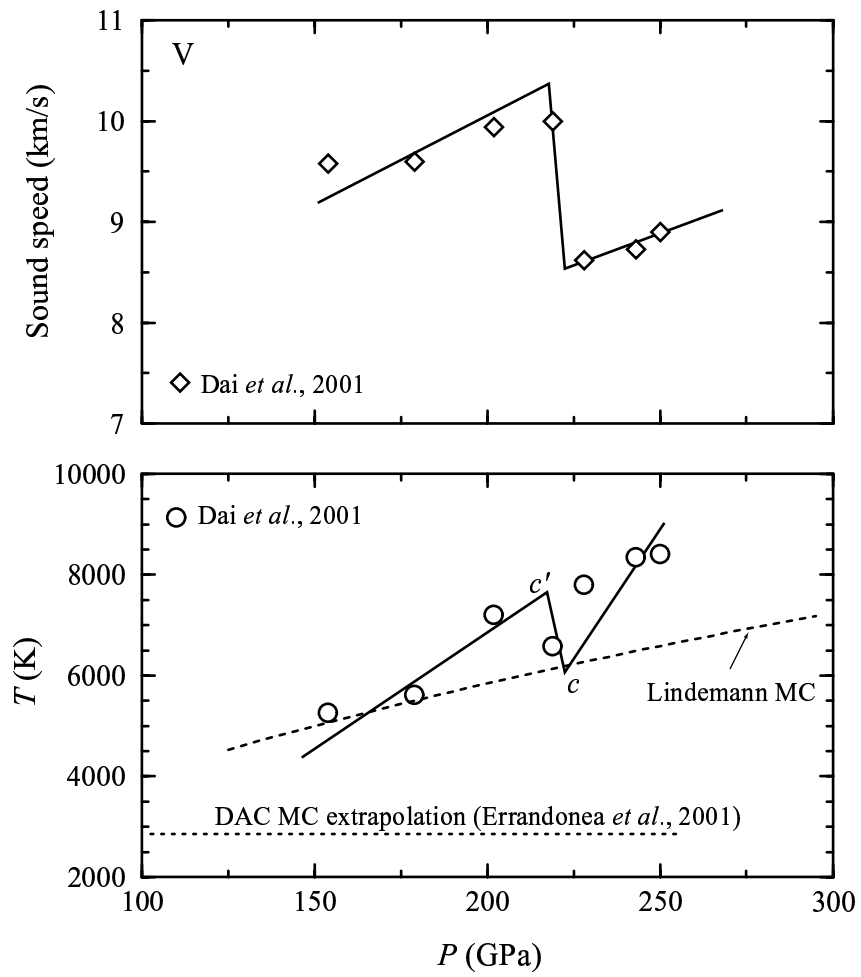 11
V
10
Sound speed (km/s)
9
8
Dai et al., 2001
7
10000
Dai et al., 2001
8000
c′
T (K)
6000
c
Lindemann MC
4000
DAC MC extrapolation (Errandonea et al., 2001)
2000
100 150 200 250 300
P (GPa)